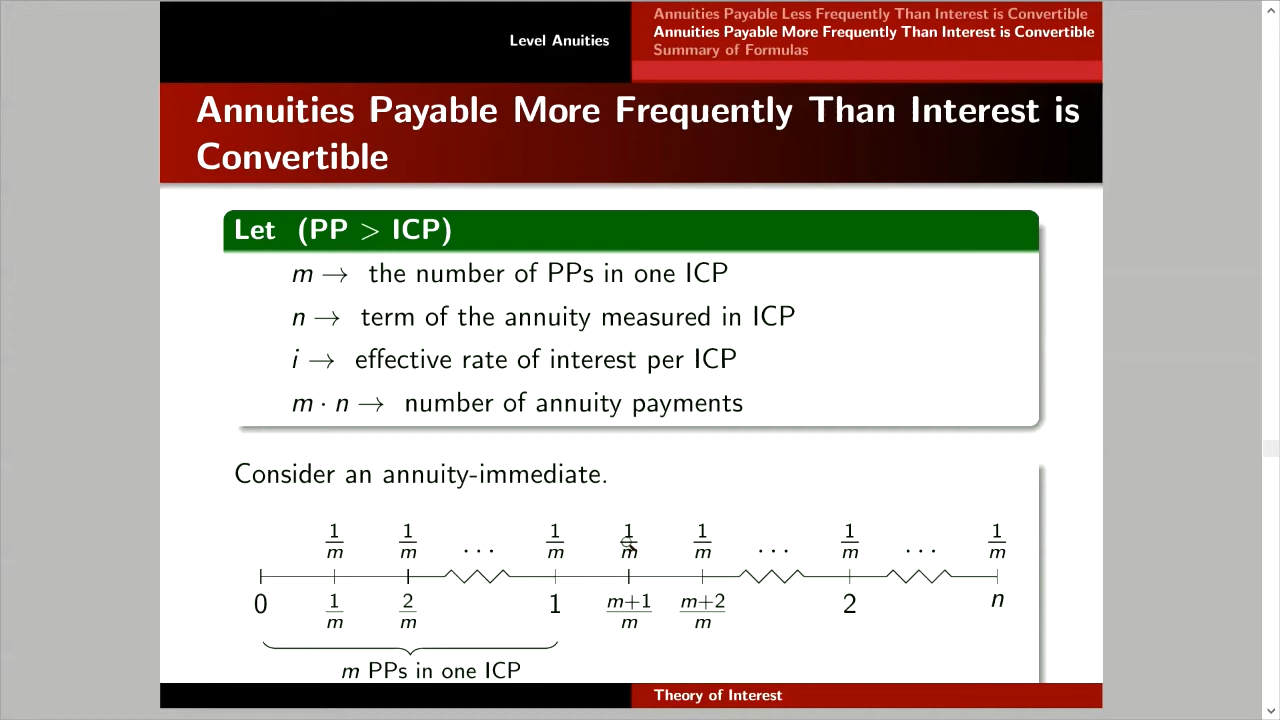 Level Anuities
Annuities Payable Less Frequently Than Interest is Convertible
Annuities Payable More Frequently Than Interest is Convertible
Summary of Formulas
Annuities Payable More Frequently Than Interest is
Convertible
Let (PP > ICP)
m → the number of PPs in one ICP
n → term of the annuity measured in ICP
i → effective rate of interest per ICP
m · n → number of annuity payments
Consider an annuity-immediate.
1/m 1/m ... 1/m 1/m 1/m ... 1/m ... 1/m
0 1/m 2/m 1 m+1/m m+2/m 2 n
m PPs in one ICP
Theory of Interest